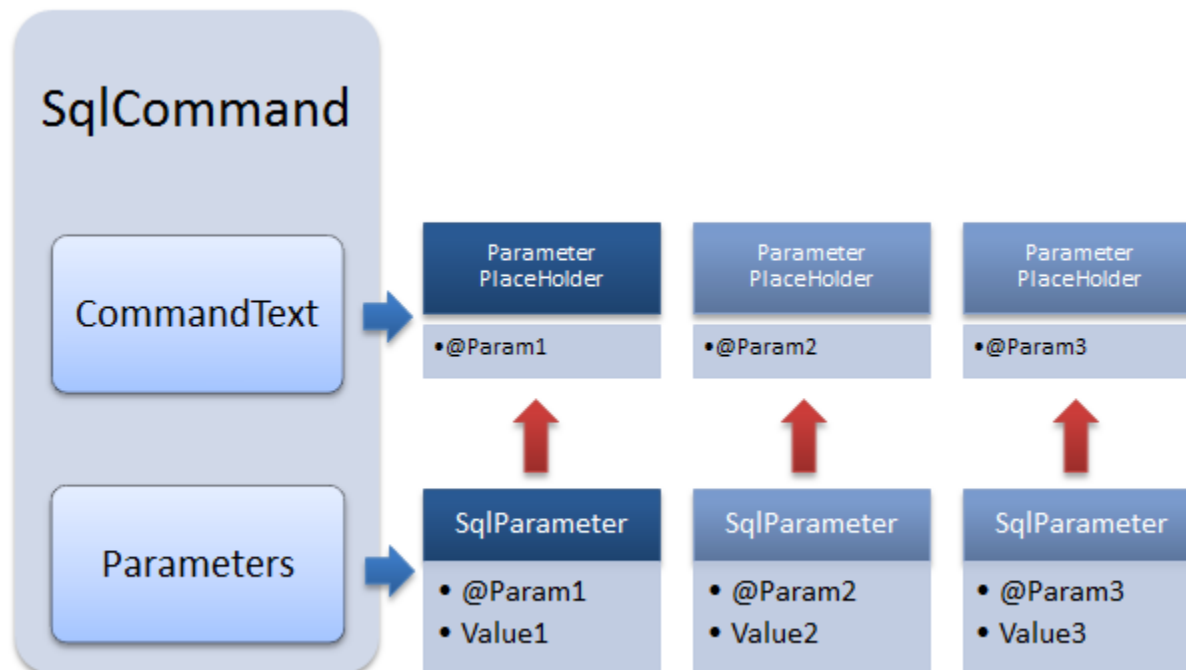 SqlCommand
CommandText
Parameter
PlaceHolder
•@Param1
Parameter
PlaceHolder
•@Param2
Parameter
PlaceHolder
•@Param3
Parameters
SqlParameter
• @Param1
• Value1
SqlParameter
• @Param2
• Value2
SqlParameter
• @Param3
• Value3